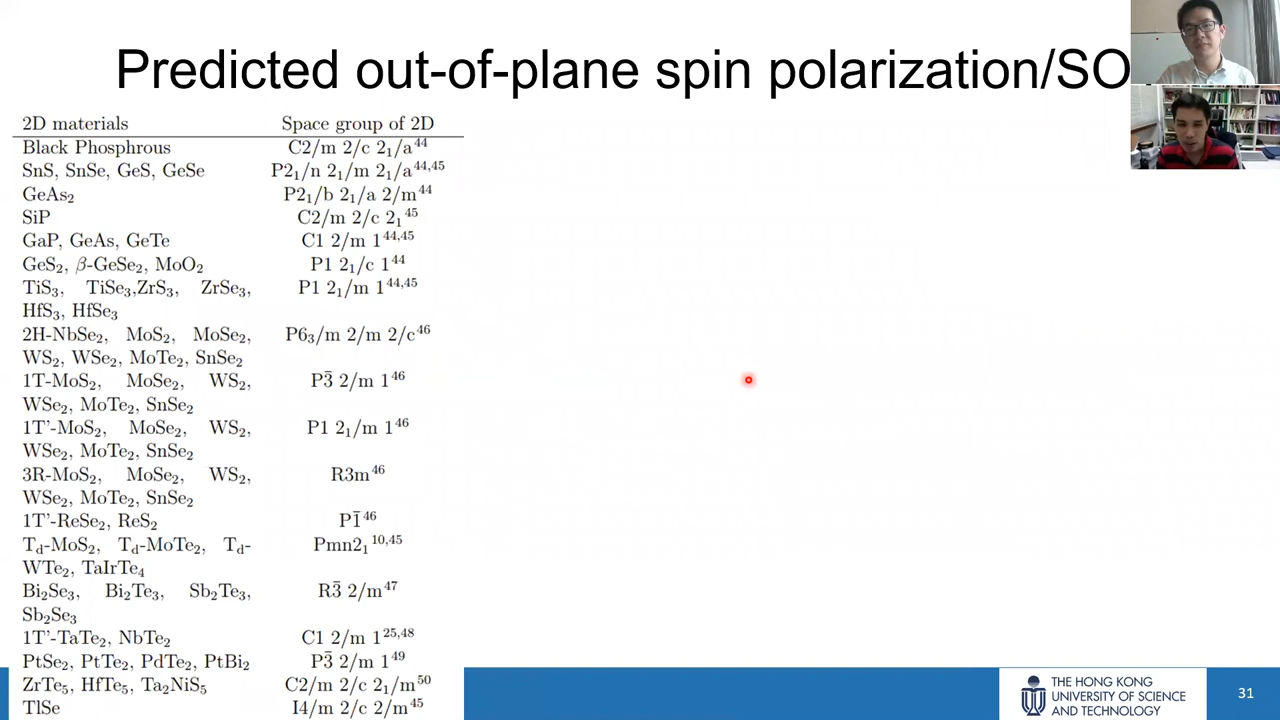 Predicted out-of-plane spin polarization/SO
2D materials Space group of 2D
Black Phosphrous C2/m 2/c 2₁/a⁴⁴
SnS, SnSe, GeS, GeSe P2₁/n 2₁/m 2₁/a⁴⁴,⁴⁵
GeAs₂ P2₁/b 2₁/a 2/m⁴⁴
SiP C2/m 2/c 2₁⁴⁵
GaP, GeAs, GeTe C1 2/m 1⁴⁴,⁴⁵
GeS₂, β-GeSe₂, MoO₂ P1 2₁/c 1⁴⁴
TiS₃, TiSe₃,ZrS₃, ZrSe₃, P1 2₁/m 1⁴⁴,⁴⁵
HfS₃, HfSe₃
2H-NbSe₂, MoS₂, MoSe₂, P6₃/m 2/m 2/c⁴⁶
WS₂, WSe₂, MoTe₂, SnSe₂
1T-MoS₂, MoSe₂, WS₂, P3̄ 2/m 1⁴⁶
WSe₂, MoTe₂, SnSe₂
1T'-MoS₂, MoSe₂, WS₂, P1 2₁/m 1⁴⁶
WSe₂, MoTe₂, SnSe₂
3R-MoS₂, MoSe₂, WS₂, R3m⁴⁶
WSe₂, MoTe₂, SnSe₂
1T'-ReSe₂, ReS₂ P1̄⁴⁶
T_d-MoS₂, T_d-MoTe₂, T_d- Pmn2₁¹⁰,⁴⁵
WTe₂, TaIrTe₄
Bi₂Se₃, Bi₂Te₃, Sb₂Te₃, R3̄ 2/m⁴⁷
Sb₂Se₃
1T'-TaTe₂, NbTe₂ C1 2/m 1²⁵,⁴⁸
PtSe₂, PtTe₂, PdTe₂, PtBi₂ P3̄ 2/m 1⁴⁹
ZrTe₅, HfTe₅, Ta₂NiS₅ C2/m 2/c 2₁/m⁵⁰
TlSe I4/m 2/c 2/m⁴⁵
THE HONG KONG
UNIVERSITY OF SCIENCE
AND TECHNOLOGY
31